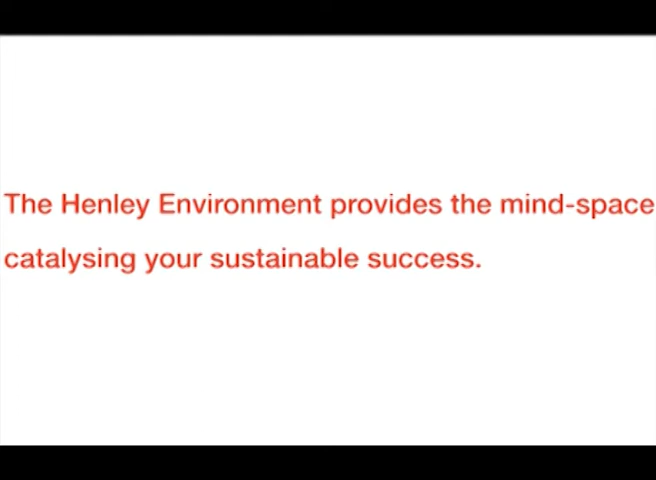 The Henley Environment provides the mind-space
catalysing your sustainable success.